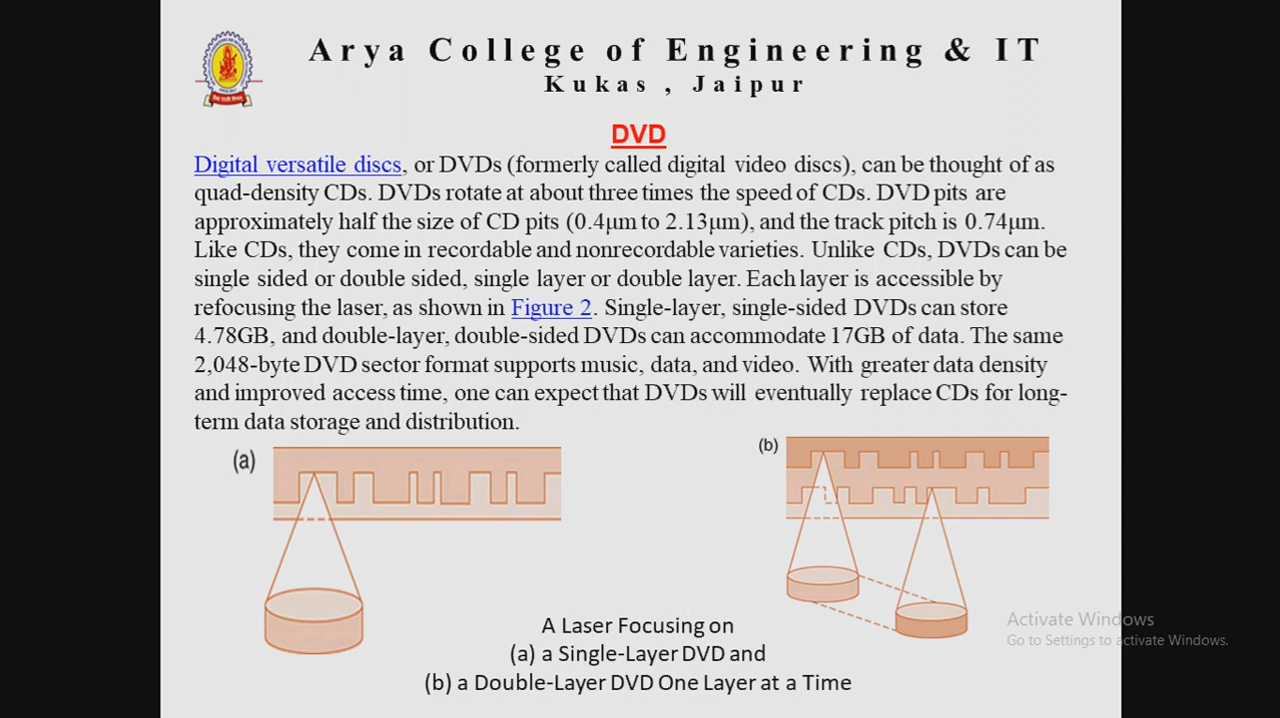 Arya College of Engineering & IT
Kukas , Jaipur
DVD
Digital versatile discs, or DVDs (formerly called digital video discs), can be thought of as
quad-density CDs. DVDs rotate at about three times the speed of CDs. DVD pits are
approximately half the size of CD pits (0.4μm to 2.13μm), and the track pitch is 0.74μm.
Like CDs, they come in recordable and nonrecordable varieties. Unlike CDs, DVDs can be
single sided or double sided, single layer or double layer. Each layer is accessible by
refocusing the laser, as shown in Figure 2. Single-layer, single-sided DVDs can store
4.78GB, and double-layer, double-sided DVDs can accommodate 17GB of data. The same
2,048-byte DVD sector format supports music, data, and video. With greater data density
and improved access time, one can expect that DVDs will eventually replace CDs for long-
term data storage and distribution.
(a)
(b)
A Laser Focusing on
(a) a Single-Layer DVD and
(b) a Double-Layer DVD One Layer at a Time
Activate Windows
Go to Settings to activate Windows.